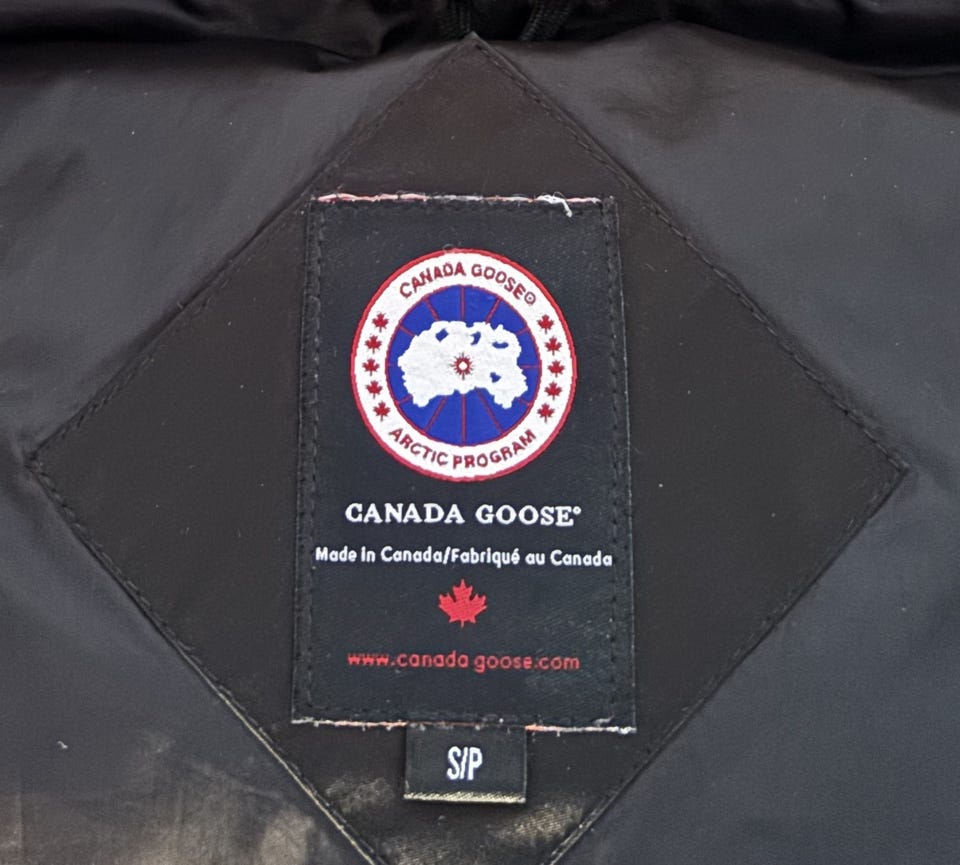 CANADA GOOSE®
ARCTIC PROGRAM
CANADA GOOSE®
Made in Canada/Fabriqué au Canada
www.canada-goose.com
S/P